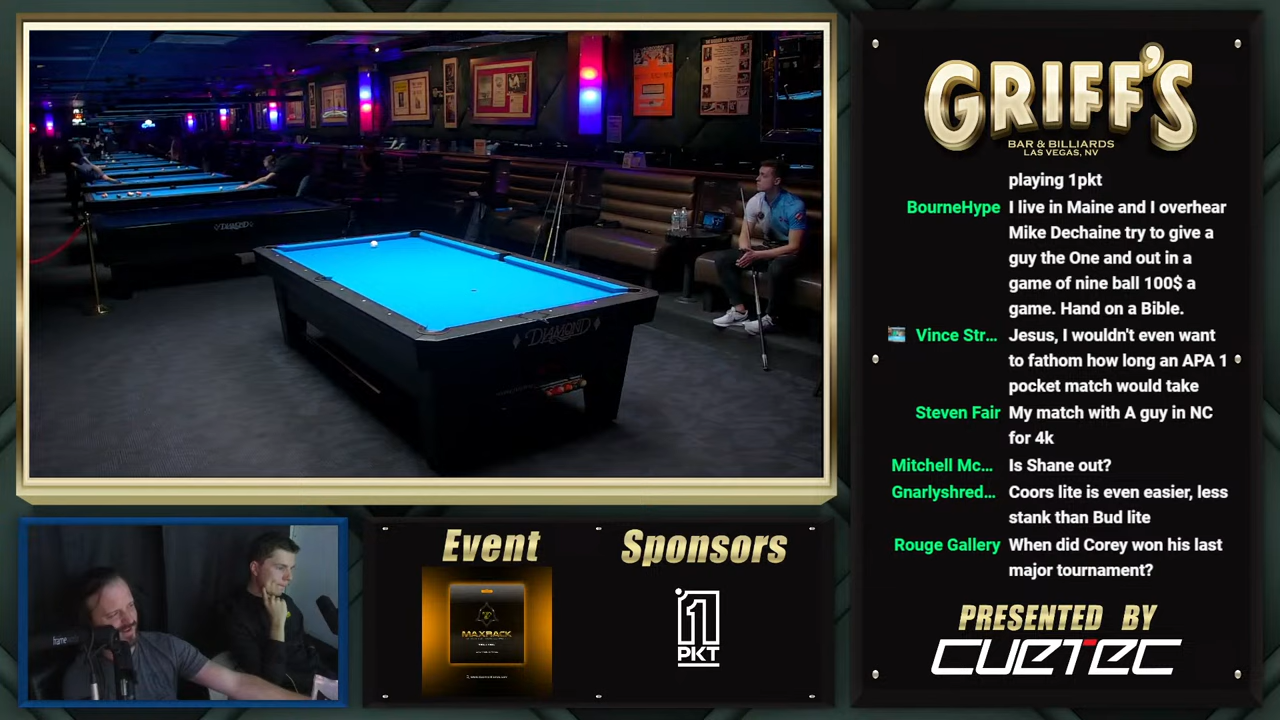 GRIFF'S
BAR & BILLIARDS
LAS VEGAS, NV
playing 1pkt
BourneHype I live in Maine and I overhear
Mike Dechaine try to give a
guy the One and out in a
game of nine ball 100$ a
game. Hand on a Bible.
Vince Str... Jesus, I wouldn't even want
to fathom how long an APA 1
pocket match would take
Steven Fair My match with A guy in NC
for 4k
Mitchell Mc... Is Shane out?
Gnarlyshred... Coors lite is even easier, less
stank than Bud lite
Rouge Gallery When did Corey won his last
major tournament?
PRESENTED BY
CUETEC
DIAMOND
DIAMOND
frame
Event
MAXRACK
Sponsors
1
PKT